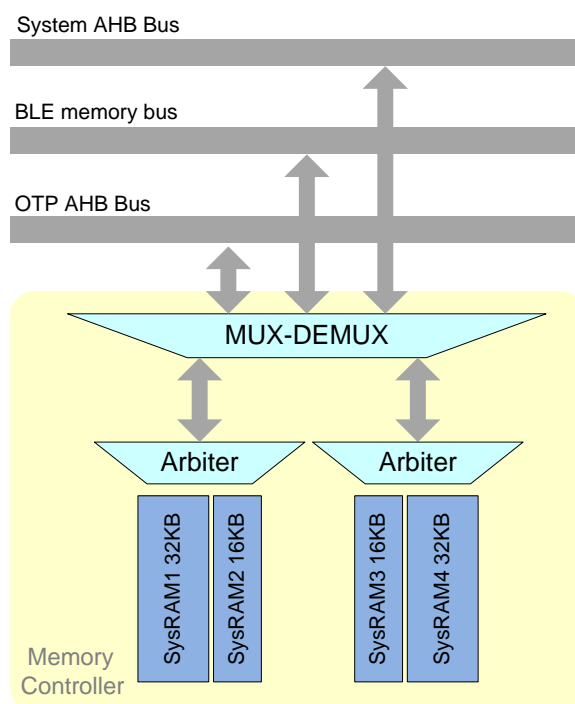 System AHB Bus
BLE memory bus
OTP AHB Bus
MUX-DEMUX
Arbiter
Arbiter
SysRAM1 32KB
SysRAM2 16KB
SysRAM3 16KB
SysRAM4 32KB
Memory
Controller